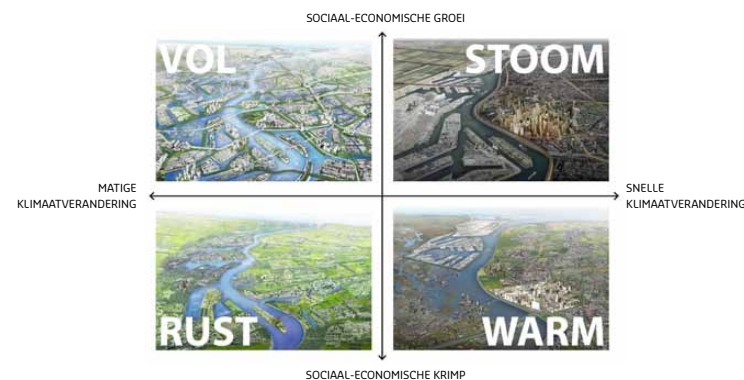 SOCIAAL-ECONOMISCHE GROEI
VOL
STOOM
MATIGE
KLIMAATVERANDERING
SNELLE
KLIMAATVERANDERING
RUST
WARM
SOCIAAL-ECONOMISCHE KRIMP